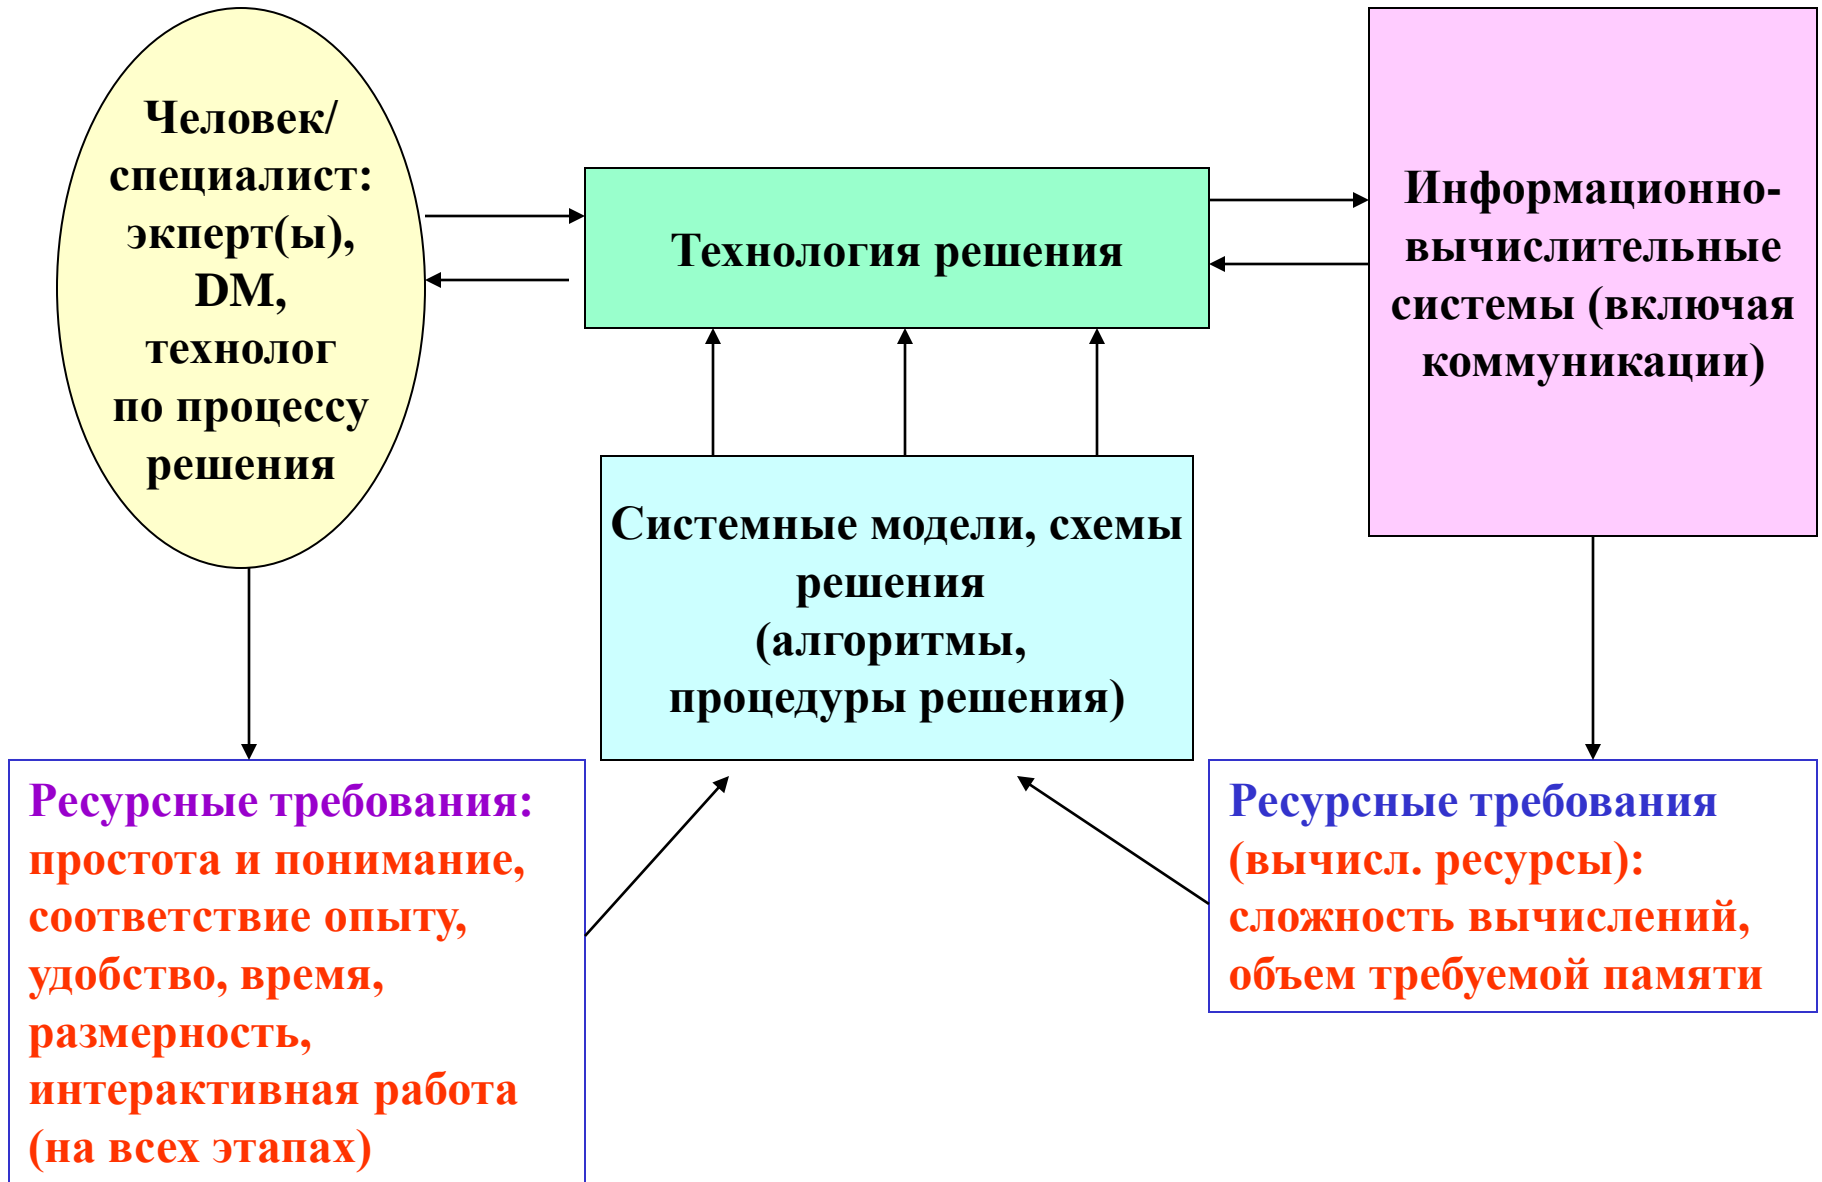 Человек/
специалист:
экперт(ы),
DM,
технолог
по процессу
решения
Технология решения
Информационно-
вычислительные
системы (включая
коммуникации)
Системные модели, схемы
решения
(алгоритмы,
процедуры решения)
Ресурсные требования:
простота и понимание,
соответствие опыту,
удобство, время,
размерность,
интерактивная работа
(на всех этапах)
Ресурсные требования
(вычисл. ресурсы):
сложность вычислений,
объем требуемой памяти